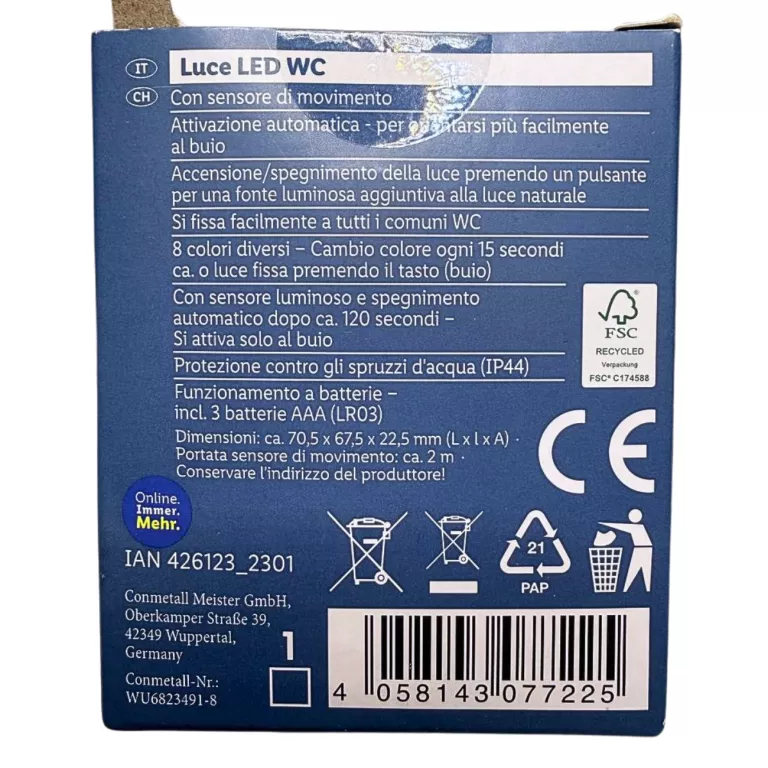 IT Luce LED WC
CH Con sensore di movimento
Attivazione automatica - per orientarsi più facilmente
al buio
Accensione/spegnimento della luce premendo un pulsante
per una fonte luminosa aggiuntiva alla luce naturale
Si fissa facilmente a tutti i comuni WC
8 colori diversi – Cambio colore ogni 15 secondi
ca. o luce fissa premendo il tasto (buio)
Con sensore luminoso e spegnimento
automatico dopo ca. 120 secondi –
Si attiva solo al buio
Protezione contro gli spruzzi d'acqua (IP44)
Funzionamento a batterie –
incl. 3 batterie AAA (LR03)
Dimensioni: ca. 70,5 x 67,5 x 22,5 mm (L x l x A) ·
Portata sensore di movimento: ca. 2 m ·
Conservare l'indirizzo del produttore!
FSC
RECYCLED
Verpackung
FSC® C174588
CE
Online.
Immer.
Mehr.
IAN 426123_2301
21
PAP
Conmetall Meister GmbH,
Oberkamper Straße 39,
42349 Wuppertal,
Germany
Conmetall-Nr.:
WU6823491-8
1
4 058143 077225